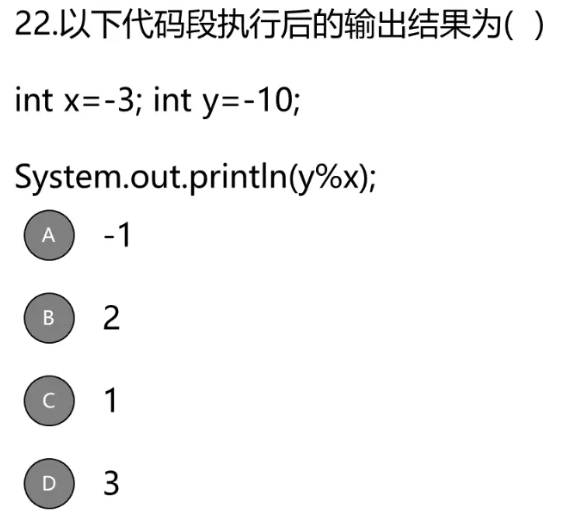 22.以下代码段执行后的输出结果为( )
int x=-3; int y=-10;
System.out.println(y%x);
A -1
B 2
C 1
D 3